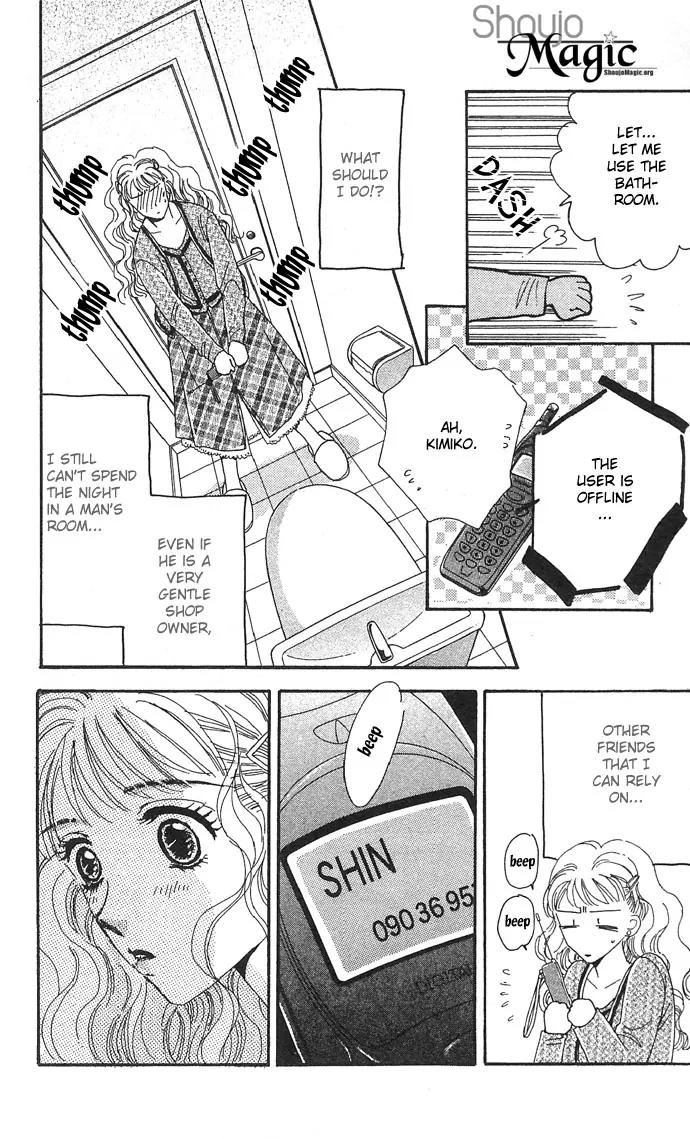 Shoujo
Magic
ShoujoMagic.org
LET...
LET ME
USE THE
BATH-
ROOM.
DASH
WHAT
SHOULD
I DO!?
thump
thump
thump
thump
thump
thump
AH,
KIMIKO.
THE
USER IS
OFFLINE
...
I STILL
CAN'T SPEND
THE NIGHT
IN A MAN'S
ROOM...
EVEN IF
HE IS A
VERY
GENTLE
SHOP
OWNER,
OTHER
FRIENDS
THAT I
CAN RELY
ON...
beep
beep
beep
SHIN
090 36 95